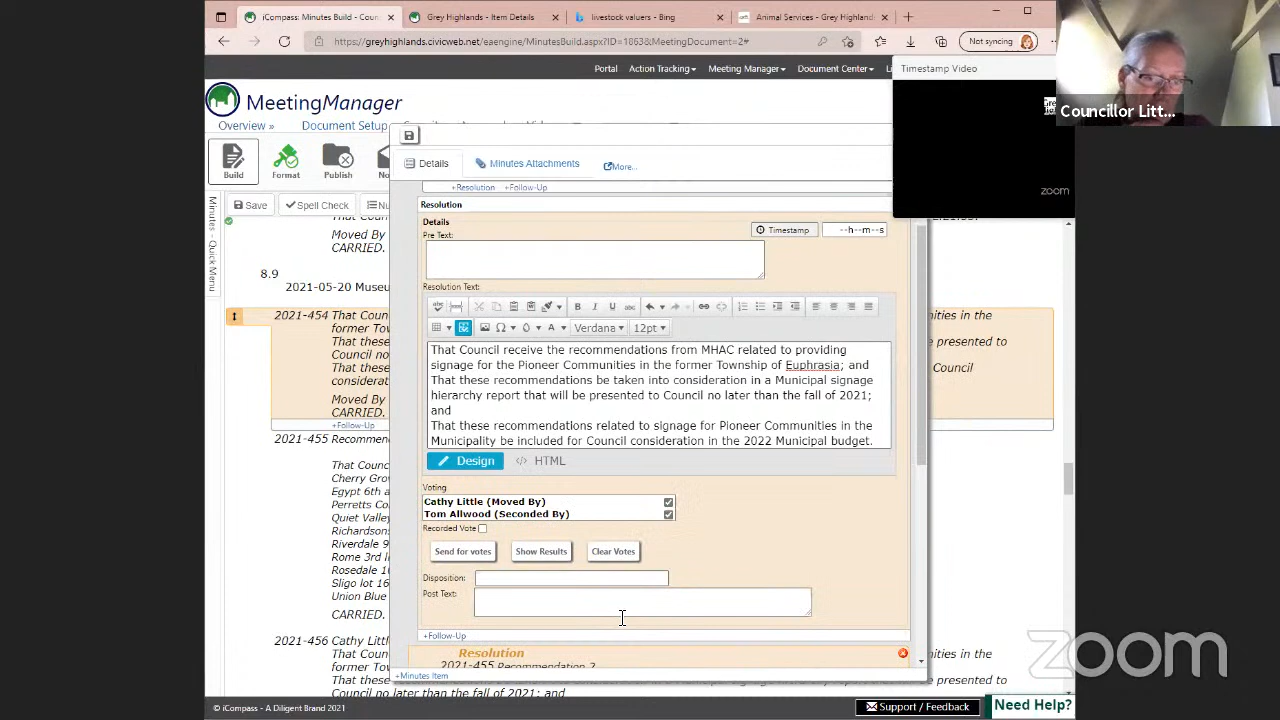 iCompass: Minutes Build - Coun
Grey Highlands - Item Details
livestock valuers - Bing
Animal Services - Grey Highland
https://greyhighlands.civicweb.net/eaengine/MinutesBuild.aspx?ID=1863&MeetingDocument=2#
Not syncing
Portal Action Tracking Meeting Manager Document Center
Timestamp Video
Councillor Litt...
zoom
MeetingManager
Overview » Document Setup
Build Format Publish
Save Spell Check
Minutes - Quick Menu
Details Minutes Attachments More...
+Resolution +Follow-Up
Resolution
Details
Pre Text:
Timestamp --h--m--s
Resolution Text:
Verdana 12pt
That Council receive the recommendations from MHAC related to providing
signage for the Pioneer Communities in the former Township of Euphrasia; and
That these recommendations be taken into consideration in a Municipal signage
hierarchy report that will be presented to Council no later than the fall of 2021;
and
That these recommendations related to signage for Pioneer Communities in the
Municipality be included for Council consideration in the 2022 Municipal budget.
Design HTML
Voting
Cathy Little (Moved By)
Tom Allwood (Seconded By)
Recorded Vote
Send for votes Show Results Clear Votes
Disposition:
Post Text:
+Follow-Up
Resolution
2021-455 Recommendation 2
+Minutes Item
Moved By
CARRIED.
8.9
2021-05-20 Museu
2021-454 That Coun
former Tow
That these
Council no
That these
considerat
Moved By
CARRIED.
+Follow-Up
nities in the
e presented to
Council
2021-455 Recommen
That Counc
Cherry Grov
Egypt 6th a
Perretts Co
Quiet Valley
Richardsons
Riverdale 9
Rome 3rd l
Rosedale 10
Sligo lot 16
Union Blue
CARRIED.
2021-456 Cathy Littl
former Tow
That these
Council no later than the fall of 2021; and
nities in the
e presented to
zoom
© iCompass - A Diligent Brand 2021
Support / Feedback
Need Help?